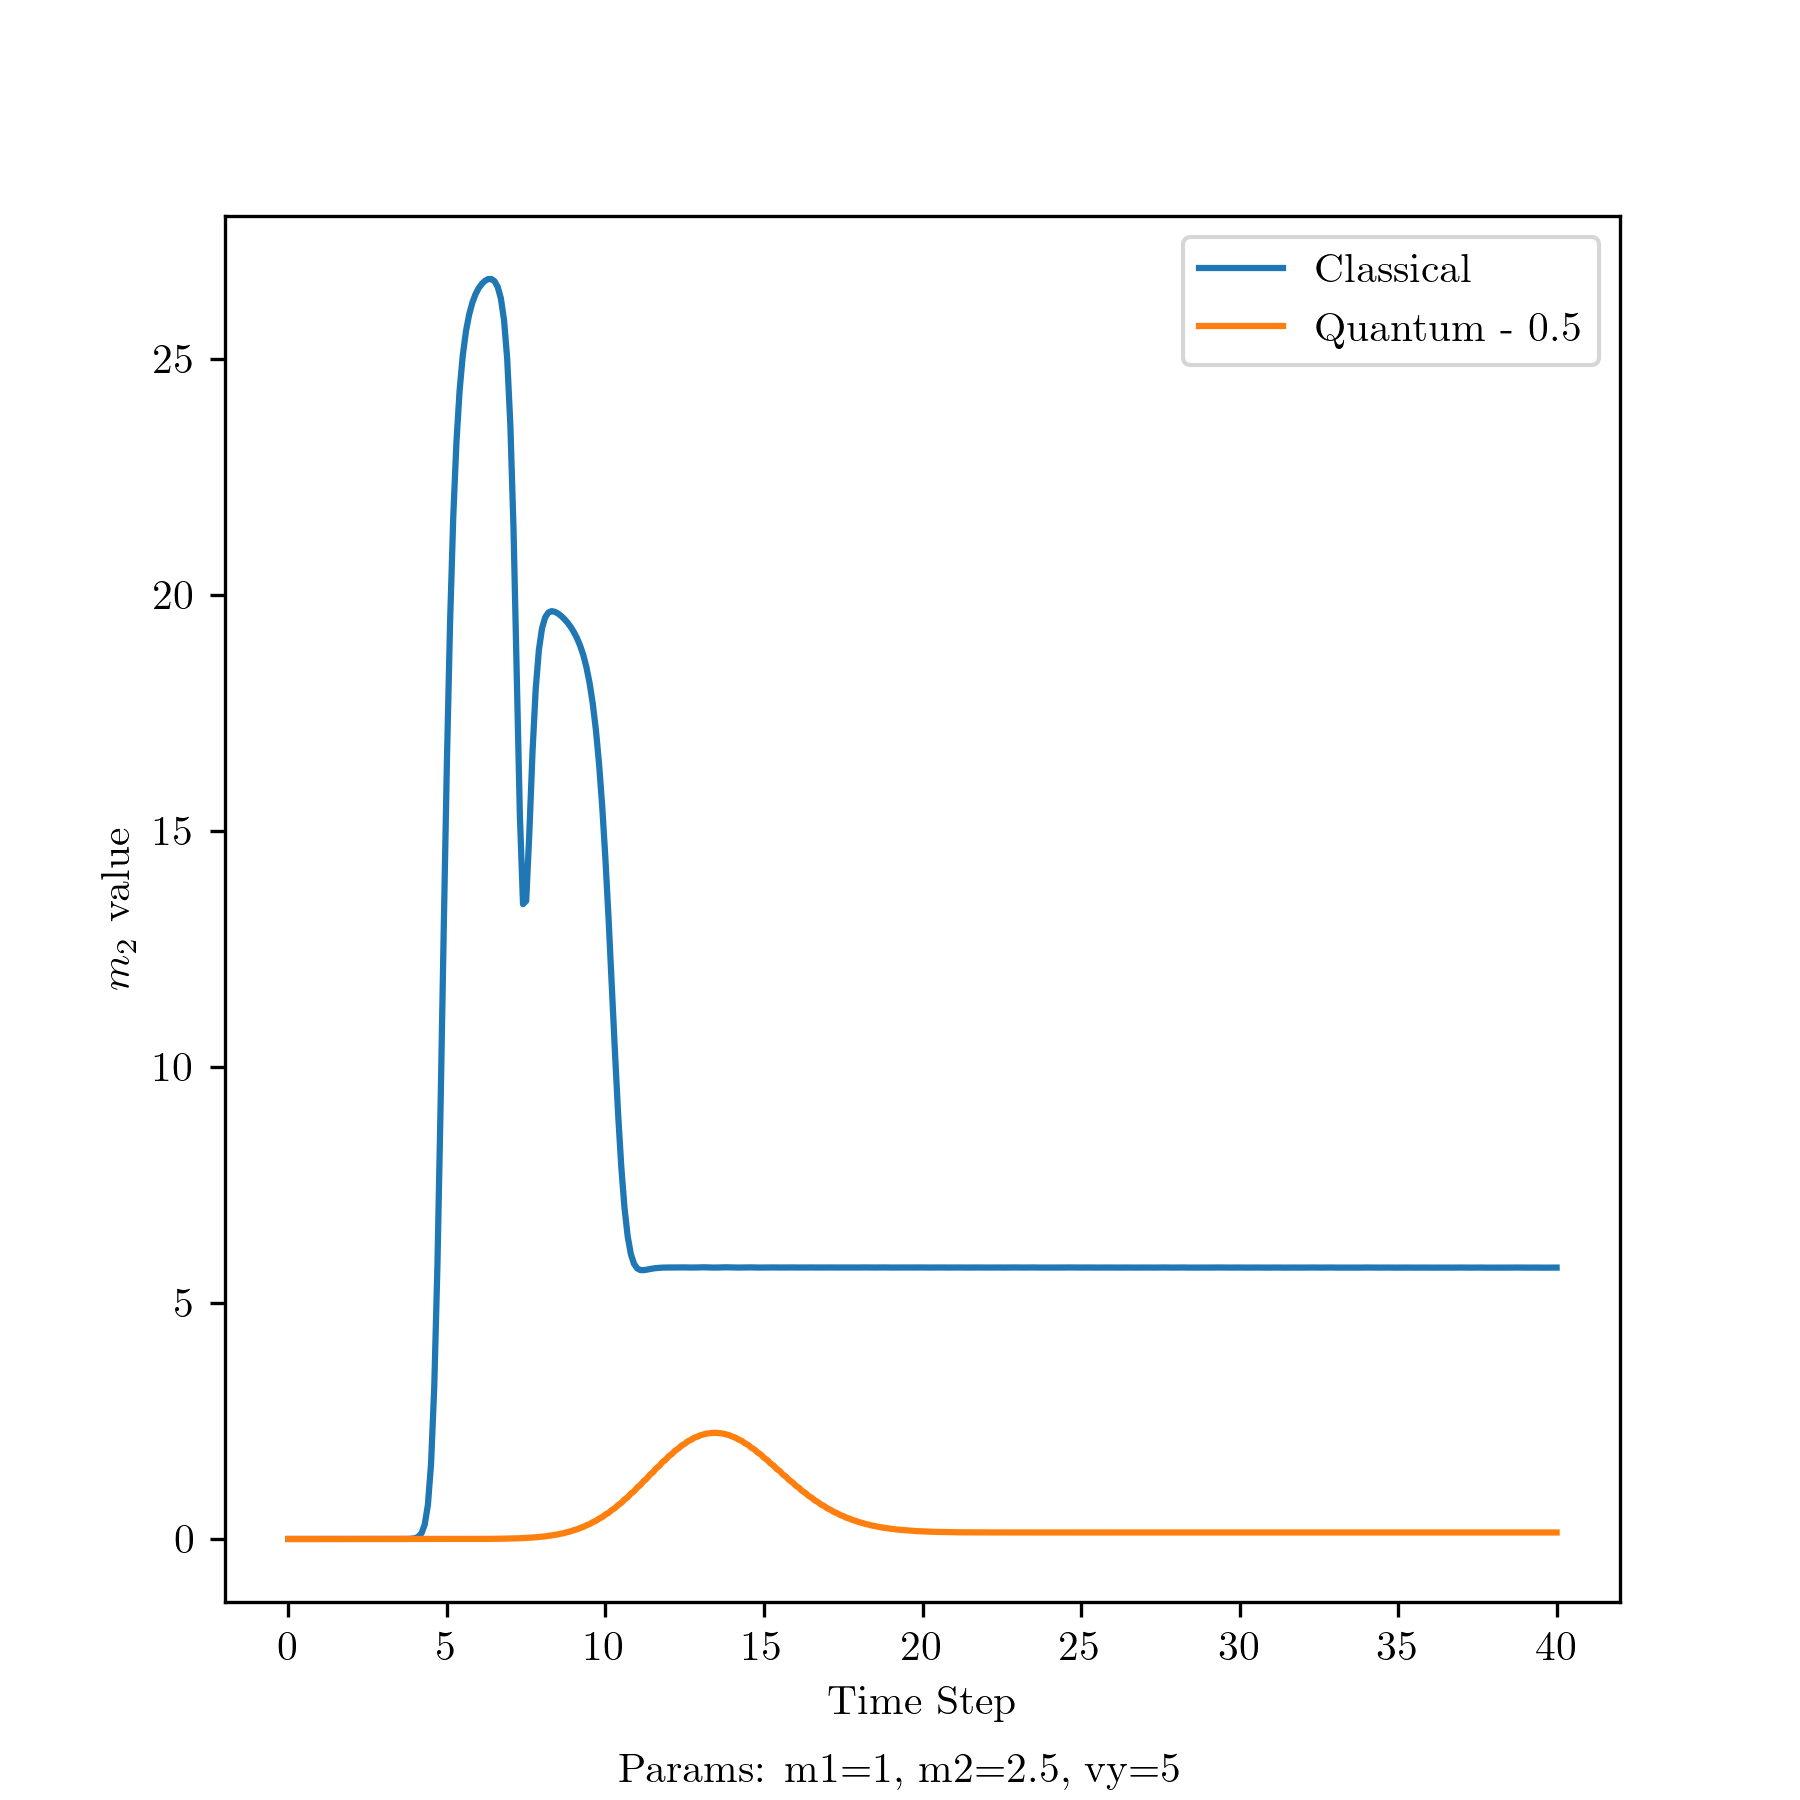 Classical
Quantum - 0.5
25
20
15
10
5
0
m₂ value
0 5 10 15 20 25 30 35 40
Time Step
Params: m1=1, m2=2.5, vy=5